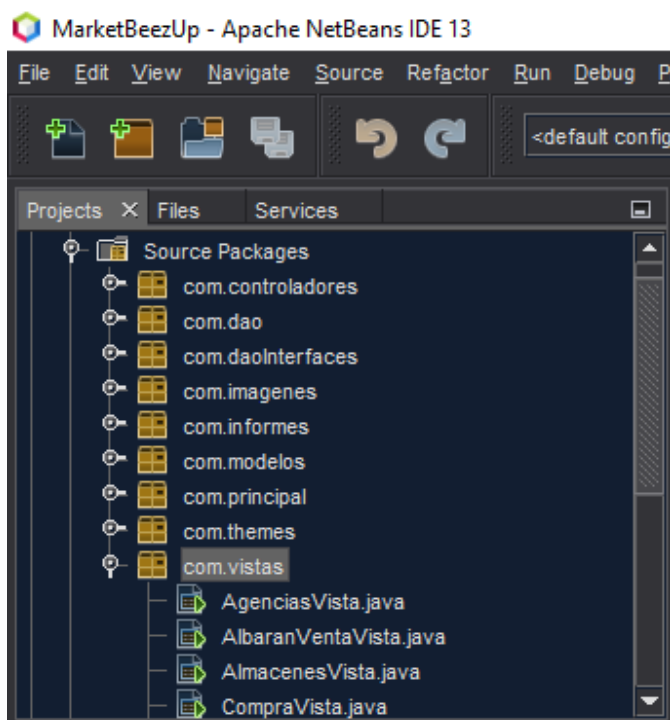 MarketBeezUp - Apache NetBeans IDE 13
File Edit View Navigate Source Refactor Run Debug P
<default config
Projects Files Services
Source Packages
com.controladores
com.dao
com.daoInterfaces
com.imagenes
com.informes
com.modelos
com.principal
com.themes
com.vistas
AgenciasVista.java
AlbaranVentaVista.java
AlmacenesVista.java
CompraVista.java